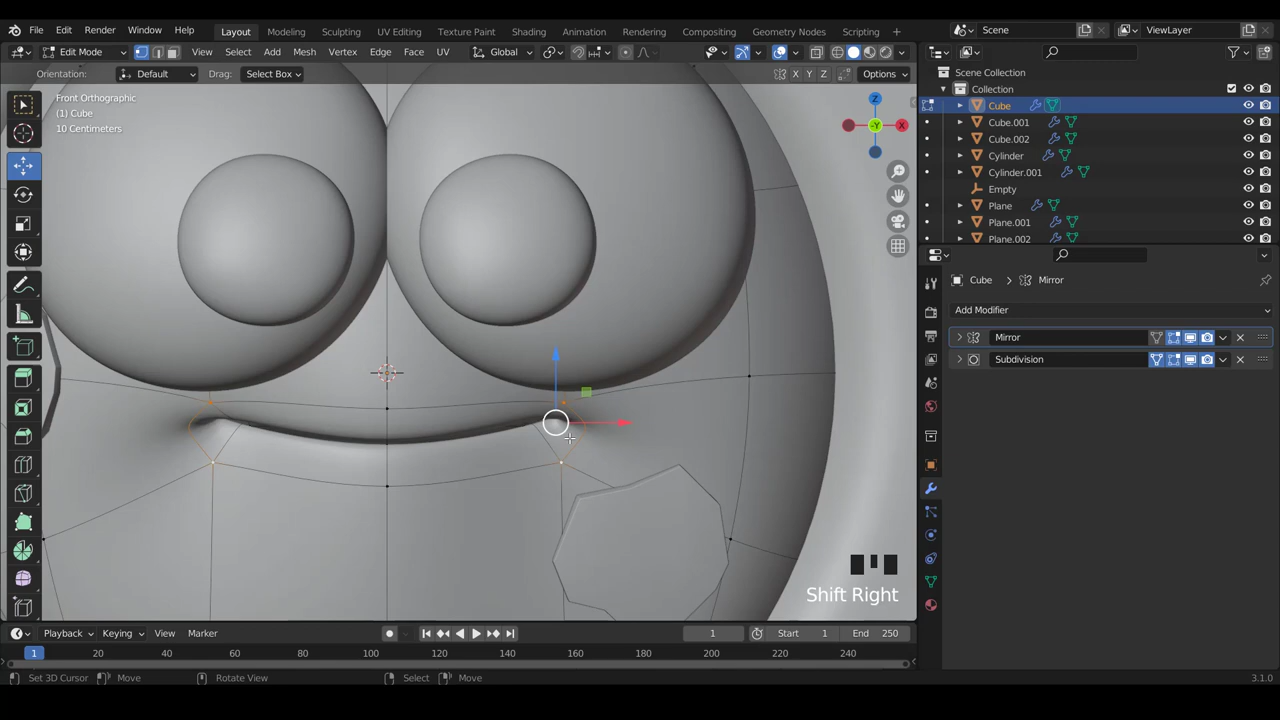 File Edit Render Window Help Layout Modeling Sculpting UV Editing Texture Paint Shading Animation Rendering Compositing Geometry Nodes Scripting Scene ViewLayer
Edit Mode View Select Add Mesh Vertex Edge Face UV Global
Orientation: Default Drag: Select Box X Y Z Options
Front Orthographic
(1) Cube
10 Centimeters
Z
-Y
X
Shift Right
Scene Collection
Collection
Cube
Cube.001
Cube.002
Cylinder
Cylinder.001
Empty
Plane
Plane.001
Plane.002
Cube > Mirror
Add Modifier
Mirror
Subdivision
Playback Keying View Marker 1 Start 1 End 250
1 20 40 60 80 100 120 140 160 180 200 220 240
Set 3D Cursor Move Rotate View Select Move 3.1.0